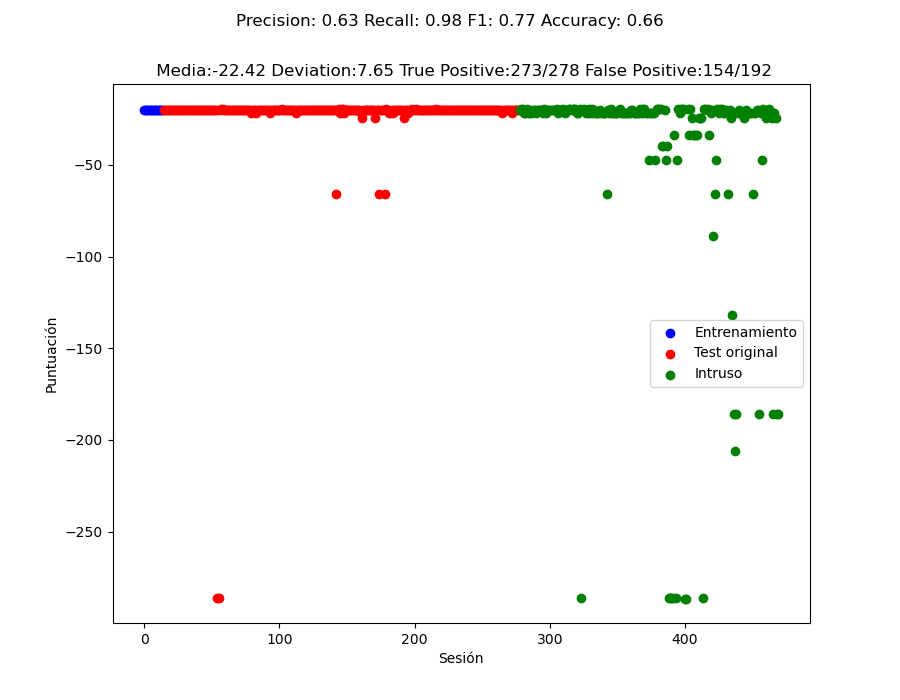 Precision: 0.63 Recall: 0.98 F1: 0.77 Accuracy: 0.66
Media:-22.42 Deviation:7.65 True Positive:273/278 False Positive:154/192
−50
−100
−150
−200
−250
Puntuación
Entrenamiento
Test original
Intruso
0
100
200
300
400
Sesión